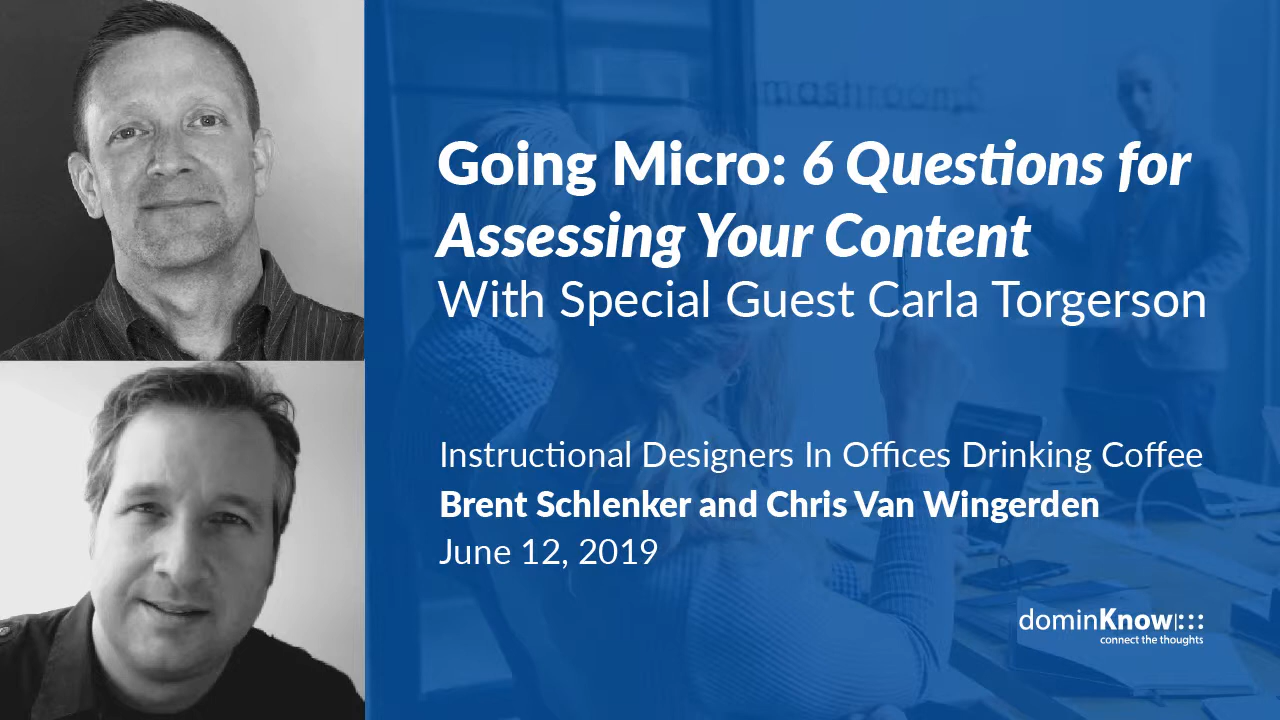 Going Micro: 6 Questions for
Assessing Your Content
With Special Guest Carla Torgerson
Instructional Designers In Offices Drinking Coffee
Brent Schlenker and Chris Van Wingerden
June 12, 2019
dominKnow
connect the thoughts